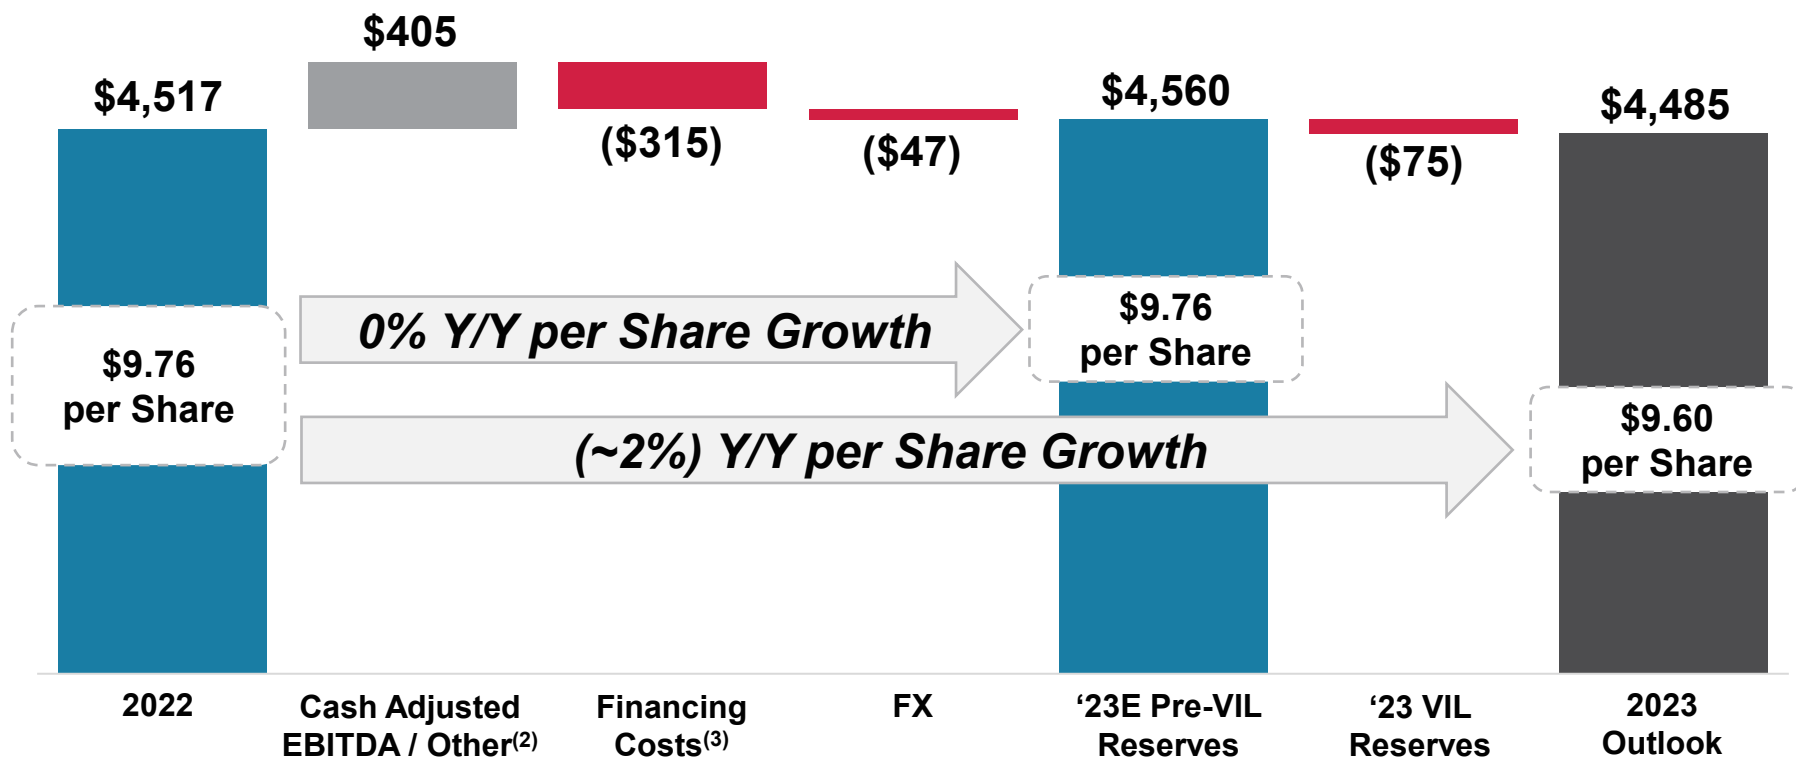 $405
$4,517
$4,560
$4,485
($315)
($47)
($75)
0% Y/Y per Share Growth
$9.76
per Share
$9.76
per Share
(~2%) Y/Y per Share Growth
$9.60
per Share
2022
Cash Adjusted
EBITDA / Other(2)
Financing
Costs(3)
FX
‘23E Pre-VIL
Reserves
‘23 VIL
Reserves
2023
Outlook